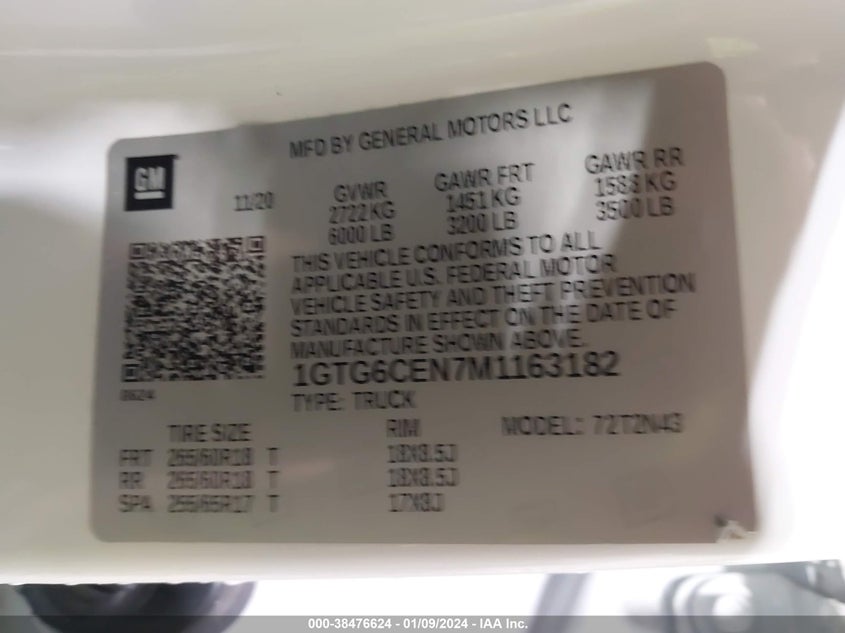 MFD BY GENERAL MOTORS LLC
GM
11/20
GVWR GAWR FRT GAWR RR
2722 KG 1451 KG 1588 KG
6000 LB 3200 LB 3500 LB
THIS VEHICLE CONFORMS TO ALL
APPLICABLE U.S. FEDERAL MOTOR
VEHICLE SAFETY AND THEFT PREVENTION
STANDARDS IN EFFECT ON THE DATE OF
MANUFACTURE SHOWN ABOVE.
1GTG6CEN7M1163182
TYPE: TRUCK
TIRE SIZE RIM MODEL: 72T2N43
FRT 265/60R18 T 18X8.5J
RR 265/60R18 T 18X8.5J
SPA 255/65R17 T 17X8J
000-38476624 - 01/09/2024 - IAA Inc.